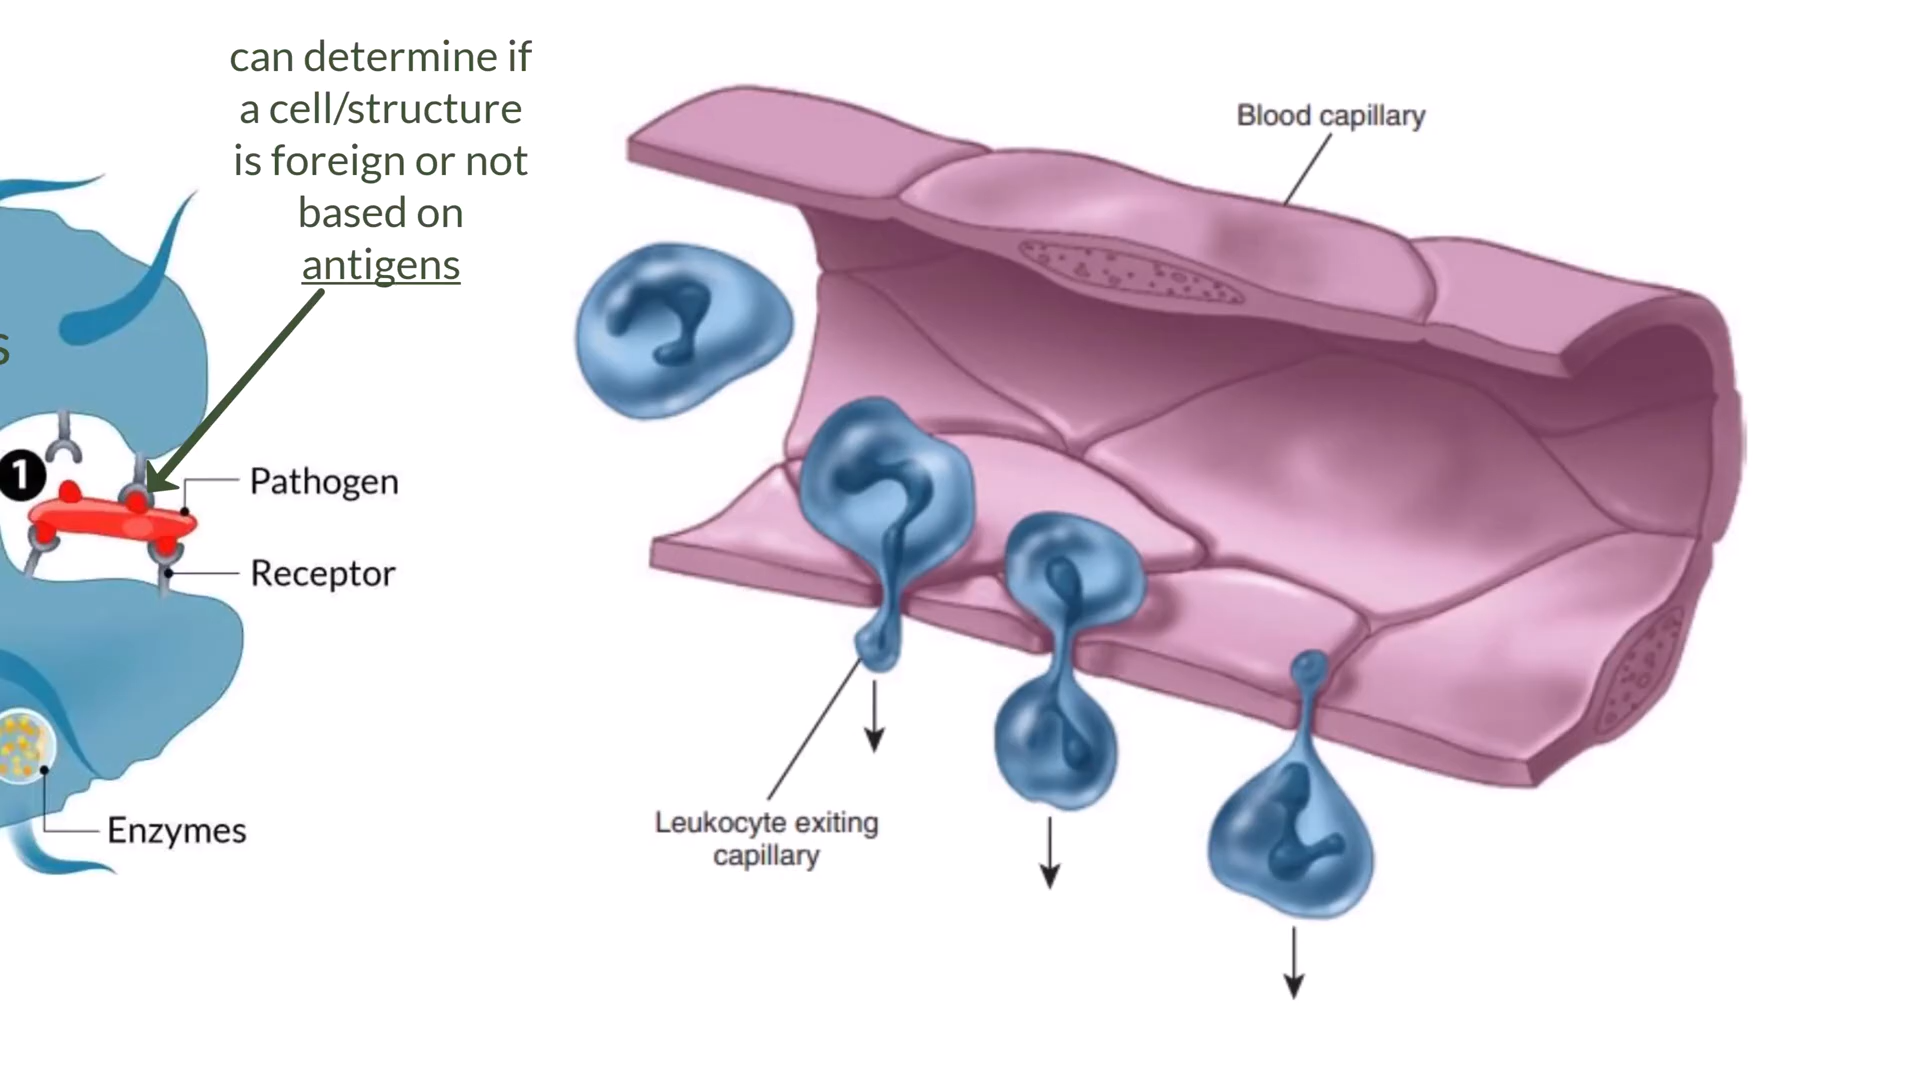 can determine if
a cell/structure
is foreign or not
based on
antigens
s
1
Pathogen
Receptor
Enzymes
Blood capillary
Leukocyte exiting
capillary